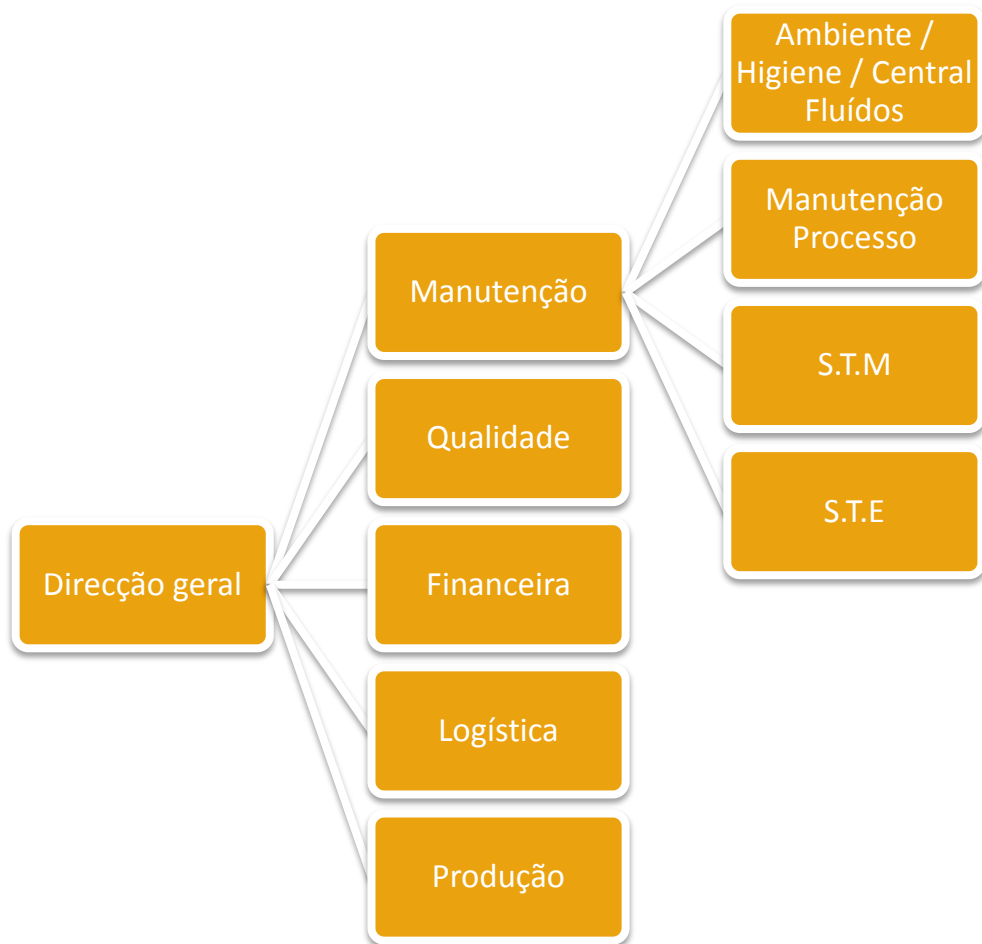 Ambiente /
Higiene / Central
Fluídos
Manutenção
Processo
Manutenção
S.T.M
Qualidade
S.T.E
Direcção geral
Financeira
Logística
Produção